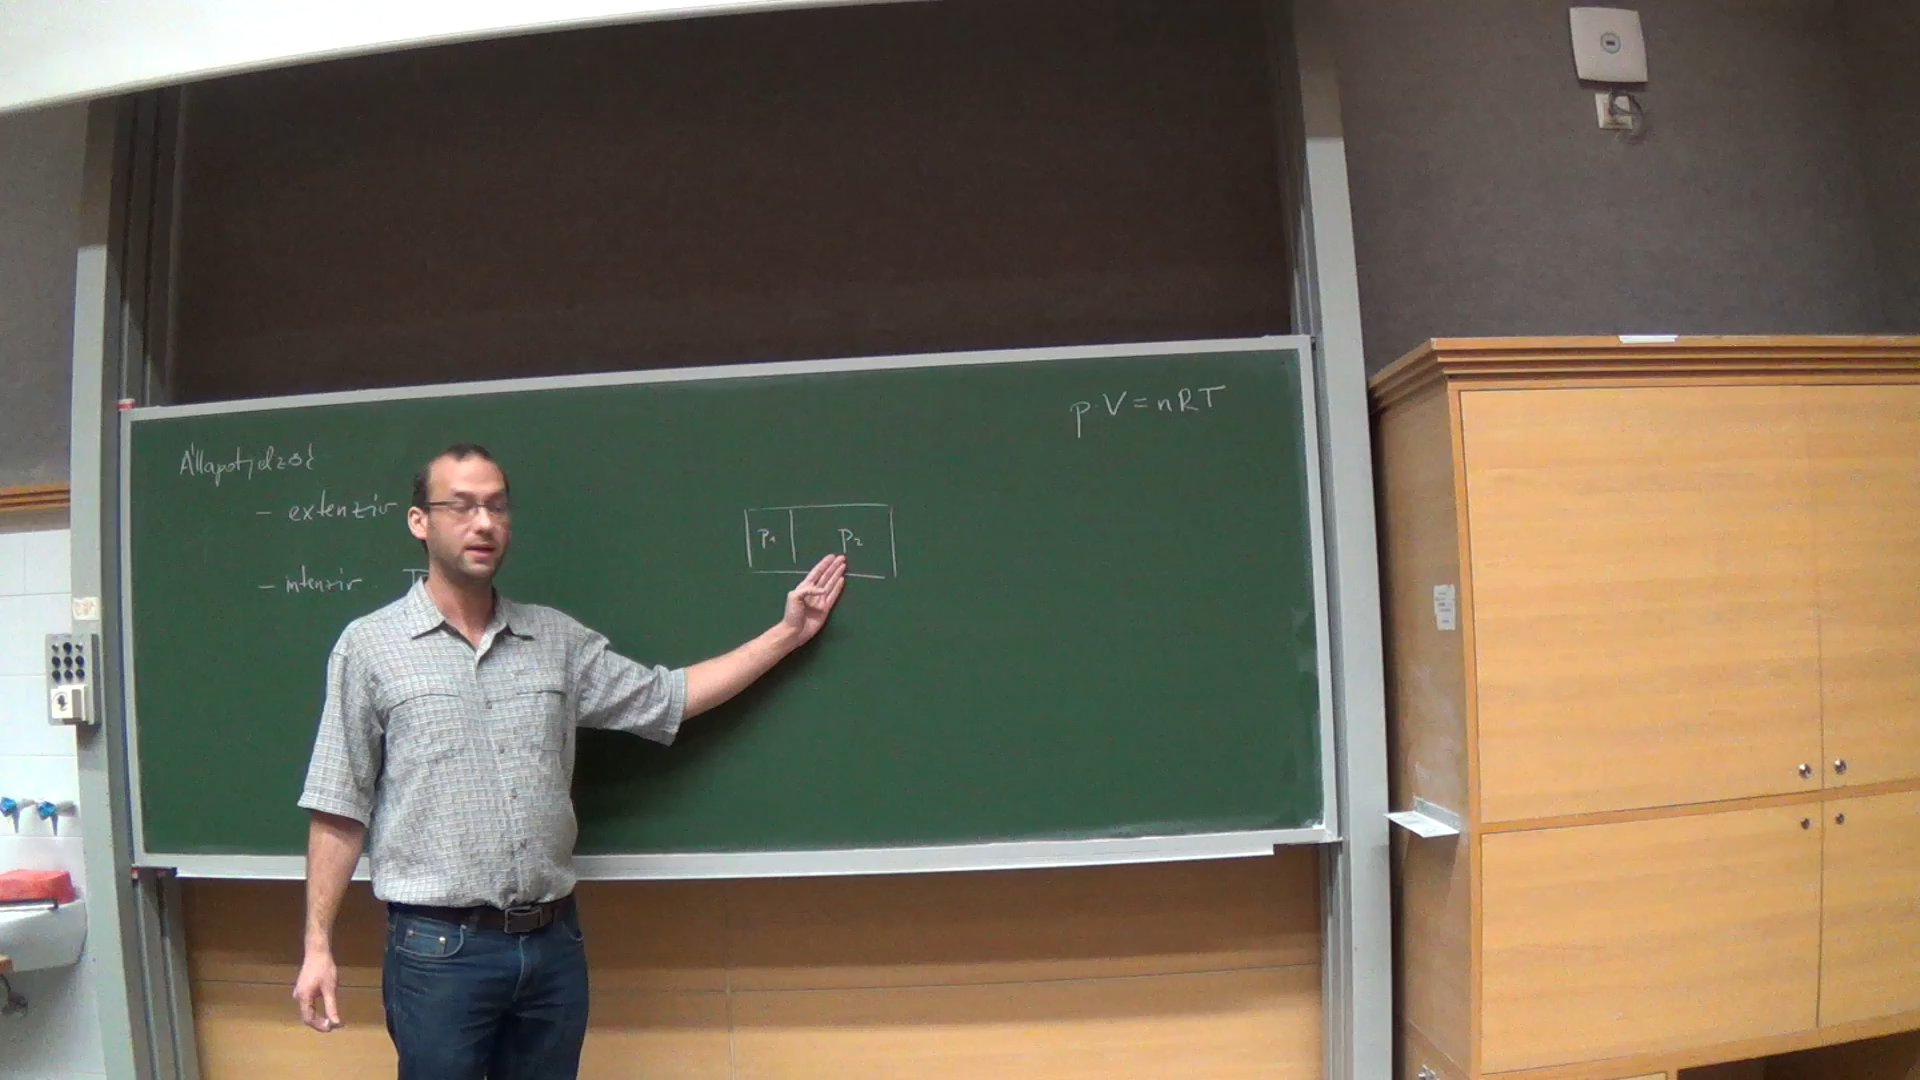 Állapotjelzők
- extenzív
- intenzív T
p₁ p₂
p·V=nRT